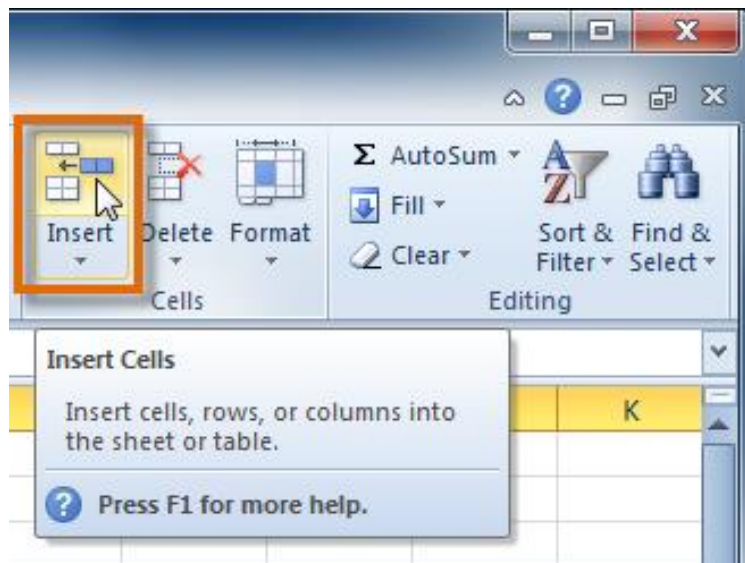 Σ AutoSum
Fill
Clear
Insert Delete Format
Sort & Filter
Find & Select
Cells
Editing
Insert Cells
Insert cells, rows, or columns into
the sheet or table.
? Press F1 for more help.
K